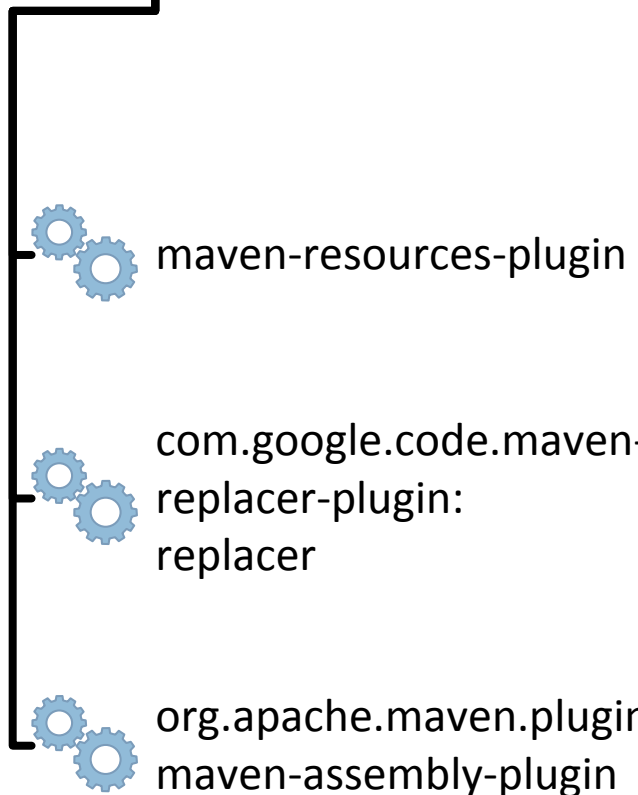 maven-resources-plugin
com.google.code.maven-
replacer-plugin:
replacer
org.apache.maven.plugin
maven-assembly-plugin